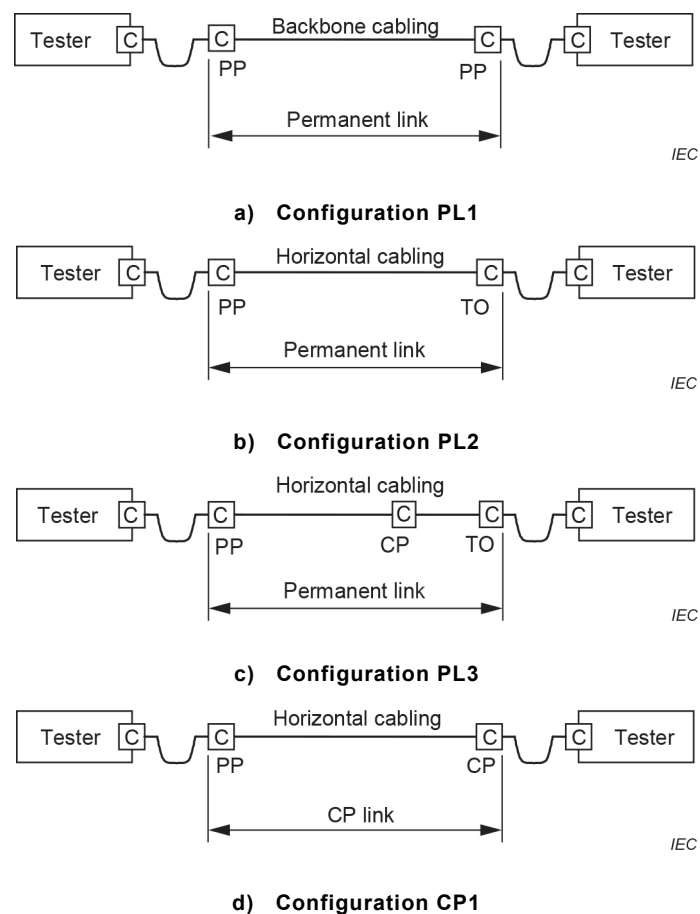 Backbone cabling
Tester C C C C Tester
PP PP
Permanent link
IEC
a) Configuration PL1
Horizontal cabling
Tester C C C C Tester
PP TO
Permanent link
IEC
b) Configuration PL2
Horizontal cabling
Tester C C C C C Tester
PP CP TO
Permanent link
IEC
c) Configuration PL3
Horizontal cabling
Tester C C C C Tester
PP CP
CP link
IEC
d) Configuration CP1